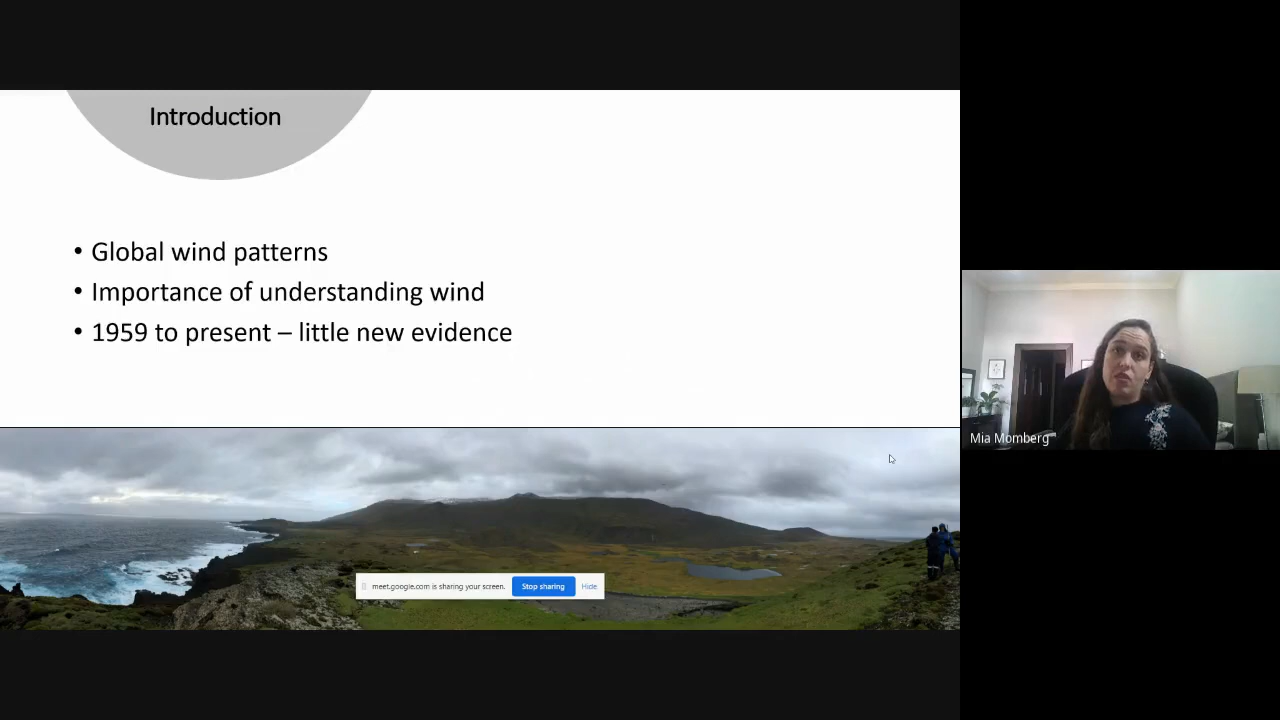 Introduction
• Global wind patterns
• Importance of understanding wind
• 1959 to present – little new evidence
Mia Momberg
meet.google.com is sharing your screen.
Stop sharing
Hide